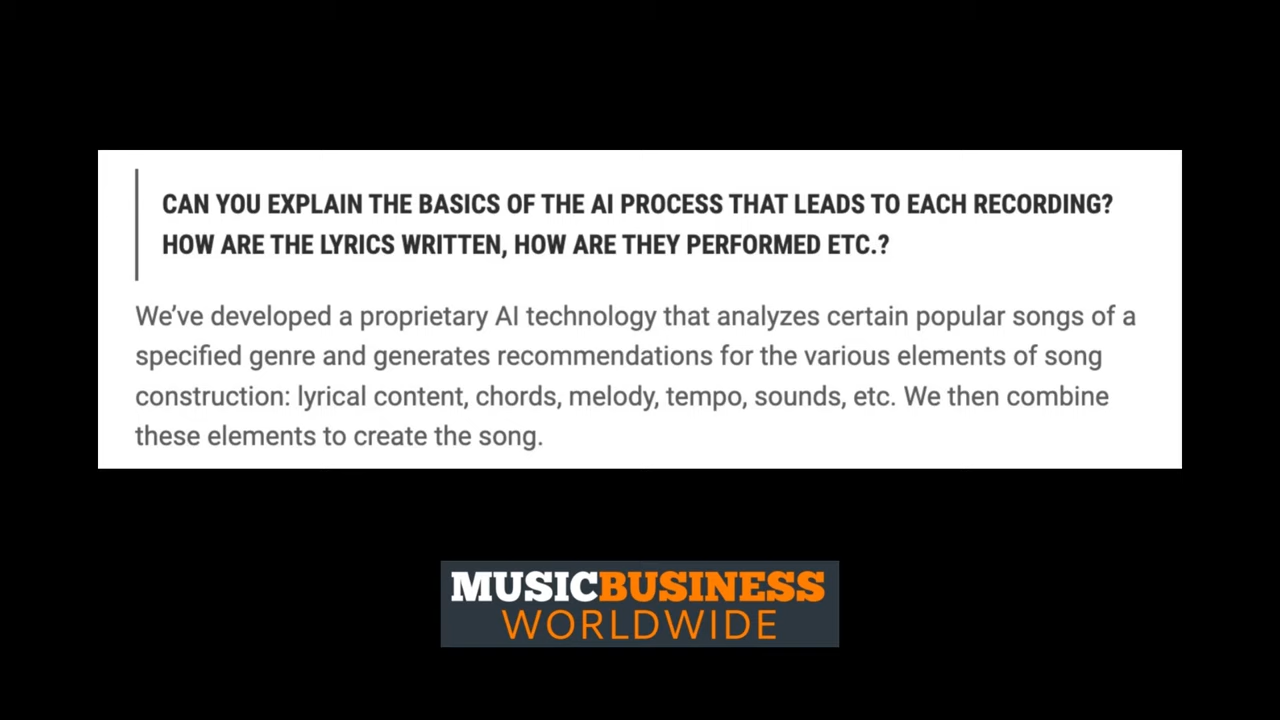 CAN YOU EXPLAIN THE BASICS OF THE AI PROCESS THAT LEADS TO EACH RECORDING?
HOW ARE THE LYRICS WRITTEN, HOW ARE THEY PERFORMED ETC.?
We’ve developed a proprietary AI technology that analyzes certain popular songs of a
specified genre and generates recommendations for the various elements of song
construction: lyrical content, chords, melody, tempo, sounds, etc. We then combine
these elements to create the song.
MUSICBUSINESS
WORLDWIDE